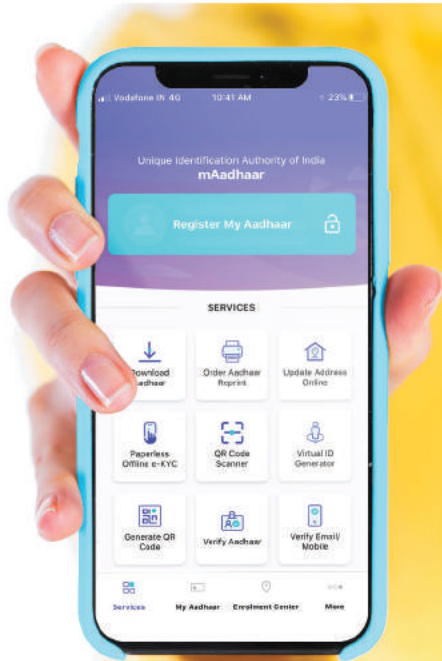 Vodafone IN 4G 10:41 AM 23%
Unique Identification Authority of India
mAadhaar
Register My Aadhaar
SERVICES
Download Order Aadhaar Update Address
Aadhaar Reprint Online
Paperless QR Code Virtual ID
Offline e-KYC Scanner Generator
Generate QR Verify Aadhaar Verify Email/
Code Mobile
Services My Aadhaar Enrolment Center More